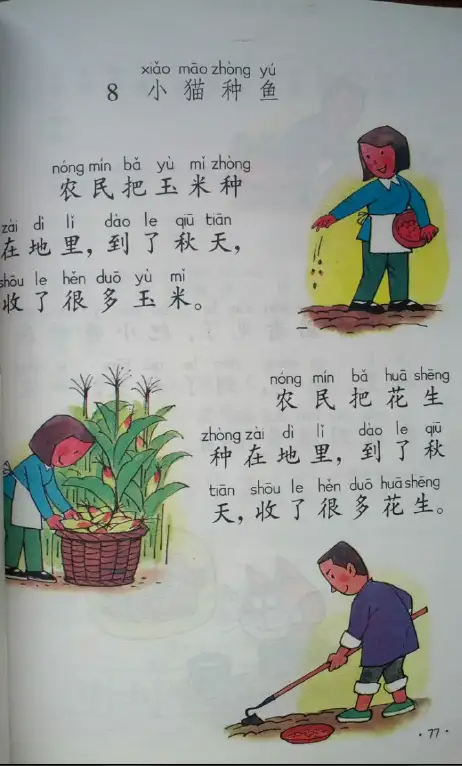 xiǎo māo zhòng yú
8 小猫种鱼
nóng mín bǎ yù mǐ zhòng
农民把玉米种
zài dì lǐ dào le qiū tiān
在地里，到了秋天，
shōu le hěn duō yù mǐ
收了很多玉米。
nóng mín bǎ huā shēng
农民把花生
zhòng zài dì lǐ dào le qiū
种在地里，到了秋
tiān shōu le hěn duō huā shēng
天，收了很多花生。
·77·